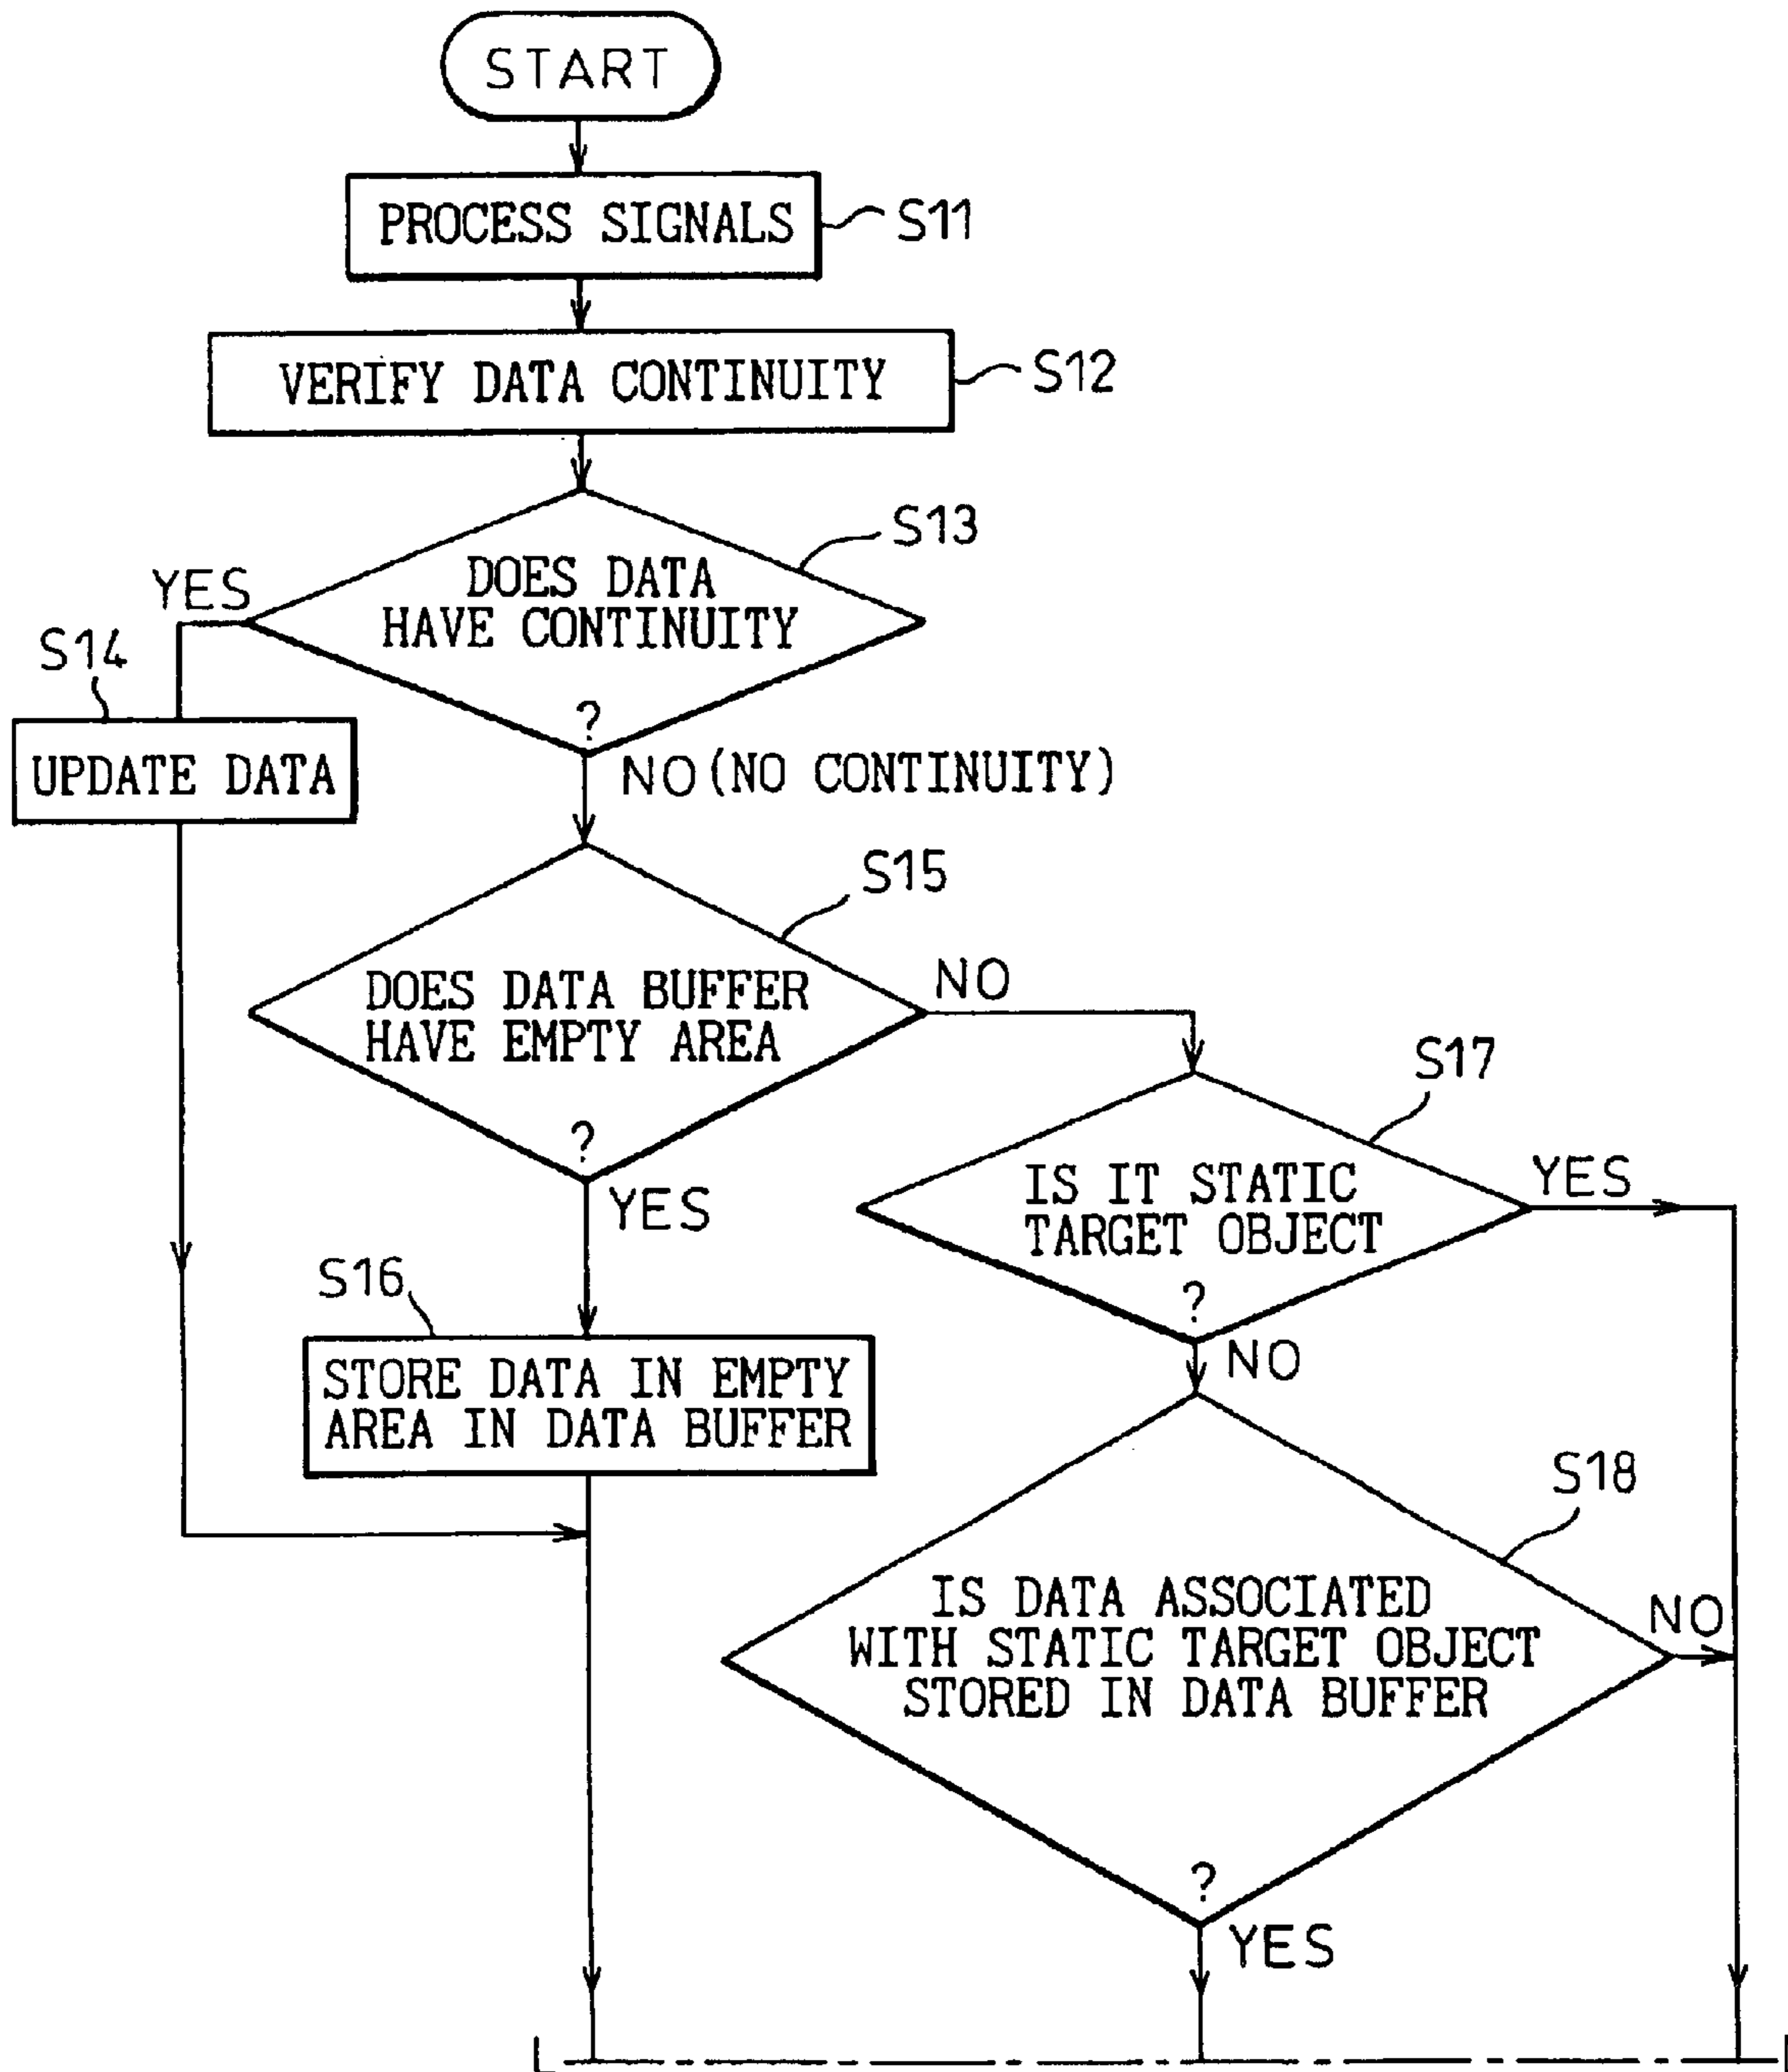 START
PROCESS SIGNALS
S11
VERIFY DATA CONTINUITY
S12
S13
DOES DATA
HAVE CONTINUITY
?
YES
S14
UPDATE DATA
NO (NO CONTINUITY)
S15
DOES DATA BUFFER
HAVE EMPTY AREA
?
NO
YES
S17
IS IT STATIC
TARGET OBJECT
?
YES
NO
S16
STORE DATA IN EMPTY
AREA IN DATA BUFFER
S18
IS DATA ASSOCIATED
WITH STATIC TARGET OBJECT
STORED IN DATA BUFFER
?
NO
YES